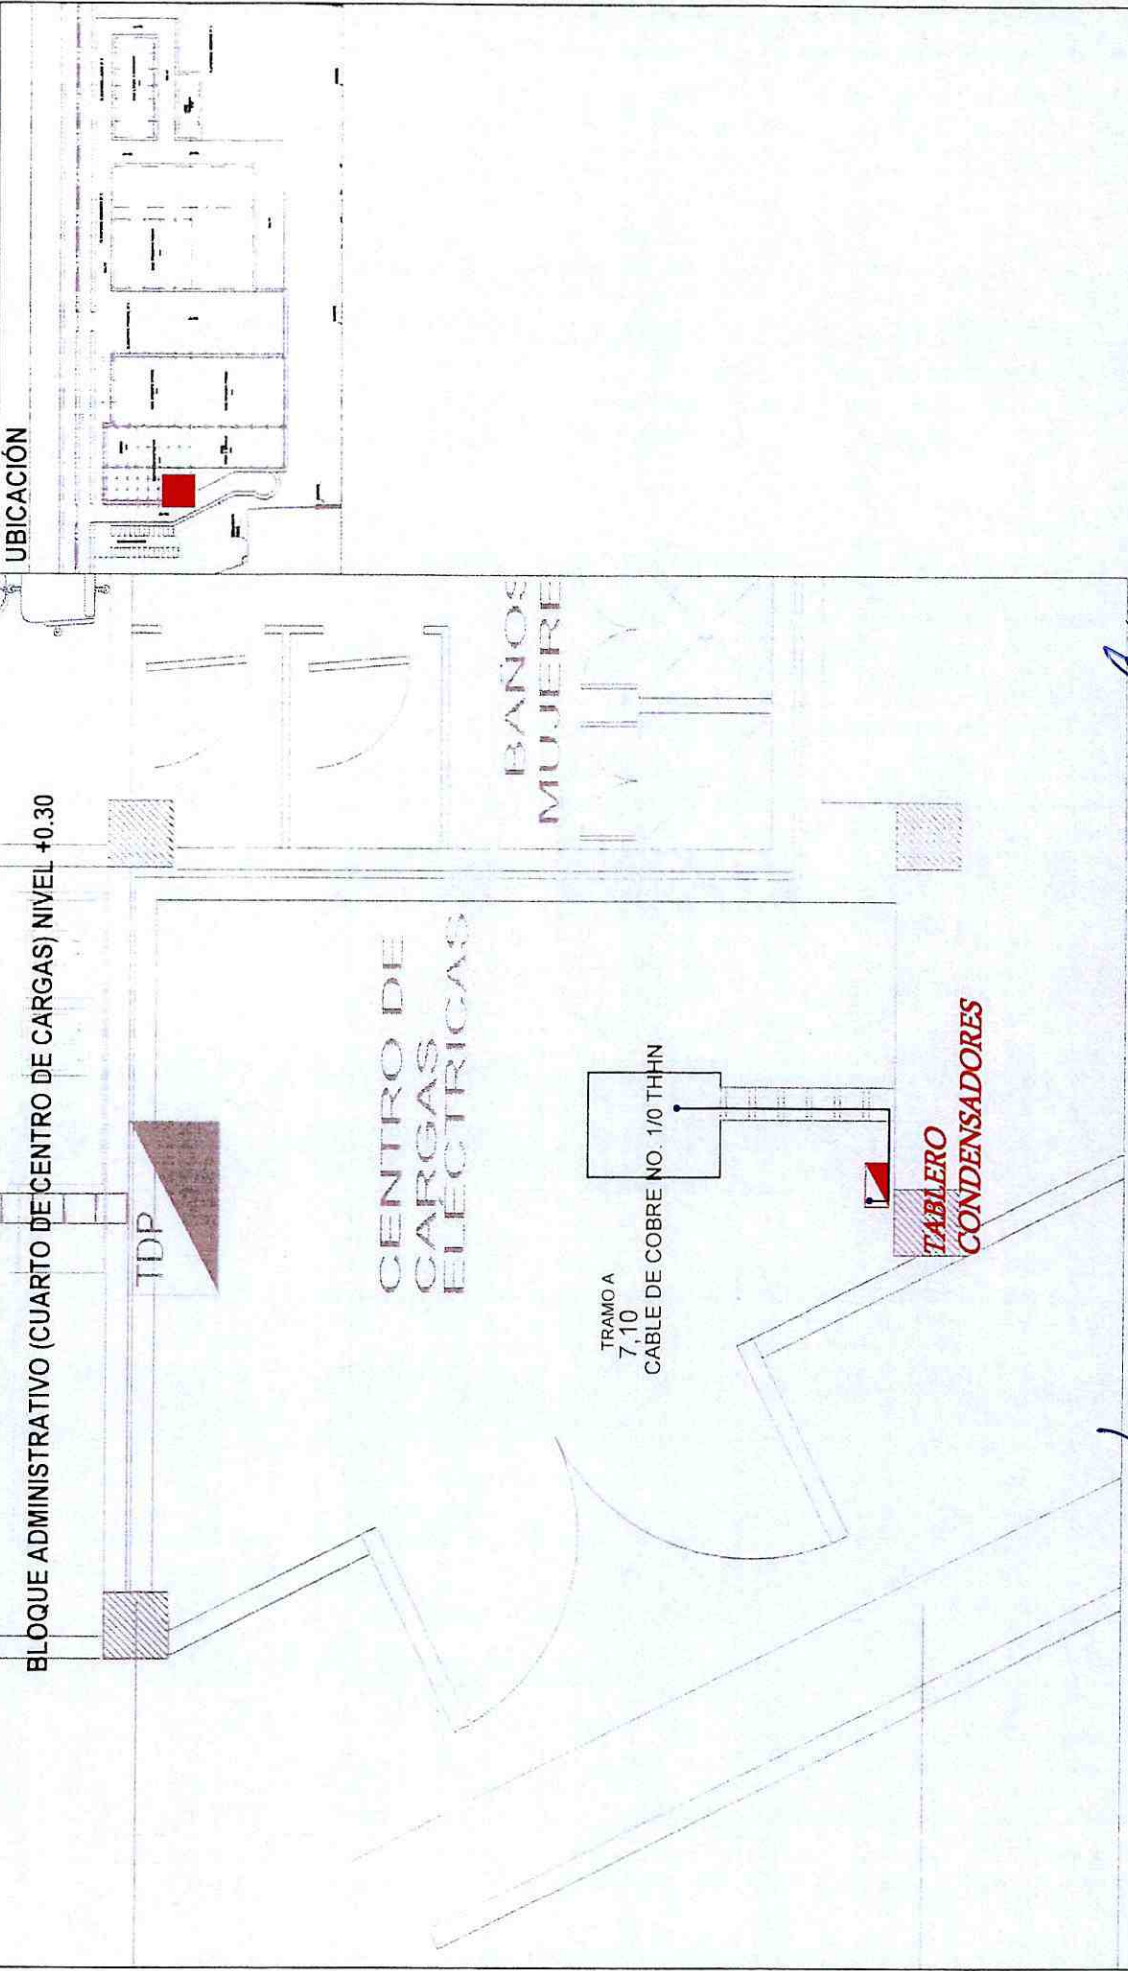 BLOQUE ADMINISTRATIVO (CUARTO DE CENTRO DE CARGAS) NIVEL +0.30
UBICACIÓN
TDP
CENTRO DE
CARGAS
ELECTRICAS
BAÑOS
MUJERE
TRAMO A
7,10
CABLE DE COBRE NO. 1/0 THHN
TABLERO
CONDENSADORES